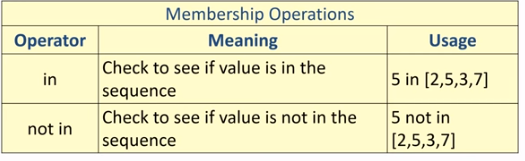 Membership Operations
Operator Meaning Usage
in Check to see if value is in the sequence 5 in [2,5,3,7]
not in Check to see if value is not in the sequence 5 not in [2,5,3,7]